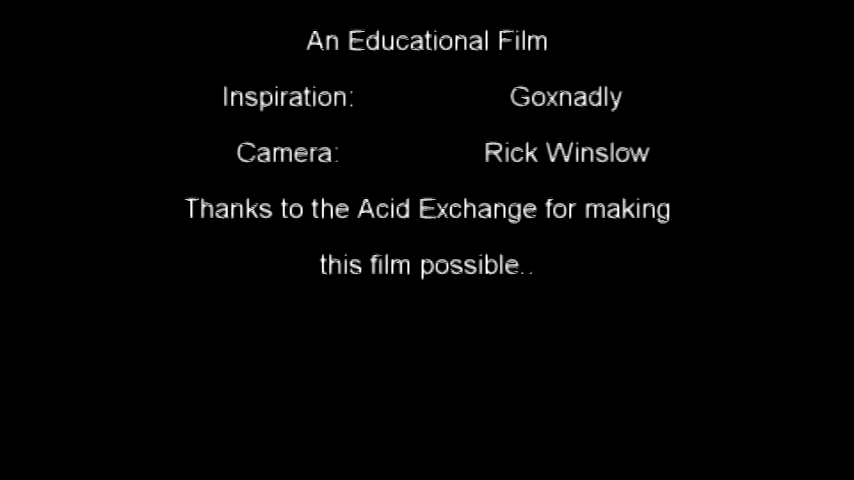 An Educational Film
Inspiration: Goxnadly
Camera: Rick Winslow
Thanks to the Acid Exchange for making
this film possible..